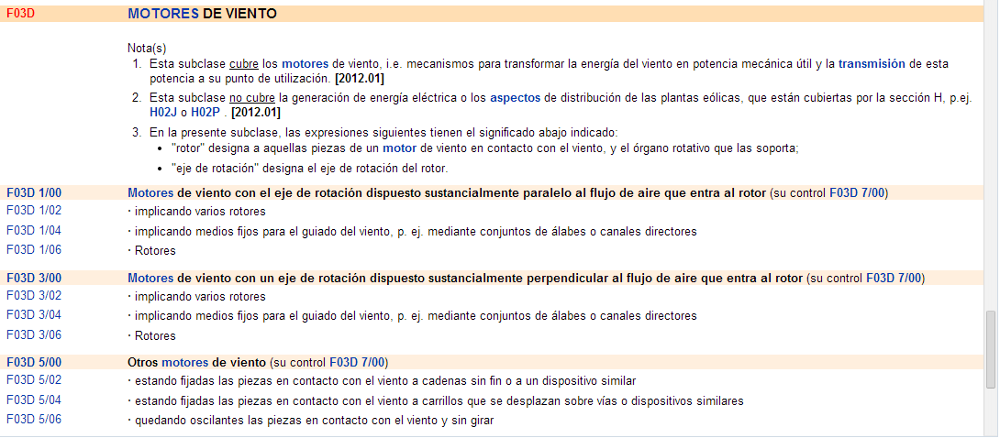 F03D MOTORES DE VIENTO
Nota(s)
1. Esta subclase cubre los motores de viento, i.e. mecanismos para transformar la energía del viento en potencia mecánica útil y la transmisión de esta
potencia a su punto de utilización. [2012.01]
2. Esta subclase no cubre la generación de energía eléctrica o los aspectos de distribución de las plantas eólicas, que están cubiertas por la sección H, p.ej.
H02J o H02P . [2012.01]
3. En la presente subclase, las expresiones siguientes tienen el significado abajo indicado:
• "rotor" designa a aquellas piezas de un motor de viento en contacto con el viento, y el órgano rotativo que las soporta;
• "eje de rotación" designa el eje de rotación del rotor.
F03D 1/00 Motores de viento con el eje de rotación dispuesto sustancialmente paralelo al flujo de aire que entra al rotor (su control F03D 7/00)
F03D 1/02 · implicando varios rotores
F03D 1/04 · implicando medios fijos para el guiado del viento, p. ej. mediante conjuntos de álabes o canales directores
F03D 1/06 · Rotores
F03D 3/00 Motores de viento con un eje de rotación dispuesto sustancialmente perpendicular al flujo de aire que entra al rotor (su control F03D 7/00)
F03D 3/02 · implicando varios rotores
F03D 3/04 · implicando medios fijos para el guiado del viento, p. ej. mediante conjuntos de álabes o canales directores
F03D 3/06 · Rotores
F03D 5/00 Otros motores de viento (su control F03D 7/00)
F03D 5/02 · estando fijadas las piezas en contacto con el viento a cadenas sin fin o a un dispositivo similar
F03D 5/04 · estando fijadas las piezas en contacto con el viento a carrillos que se desplazan sobre vías o dispositivos similares
F03D 5/06 · quedando oscilantes las piezas en contacto con el viento y sin girar